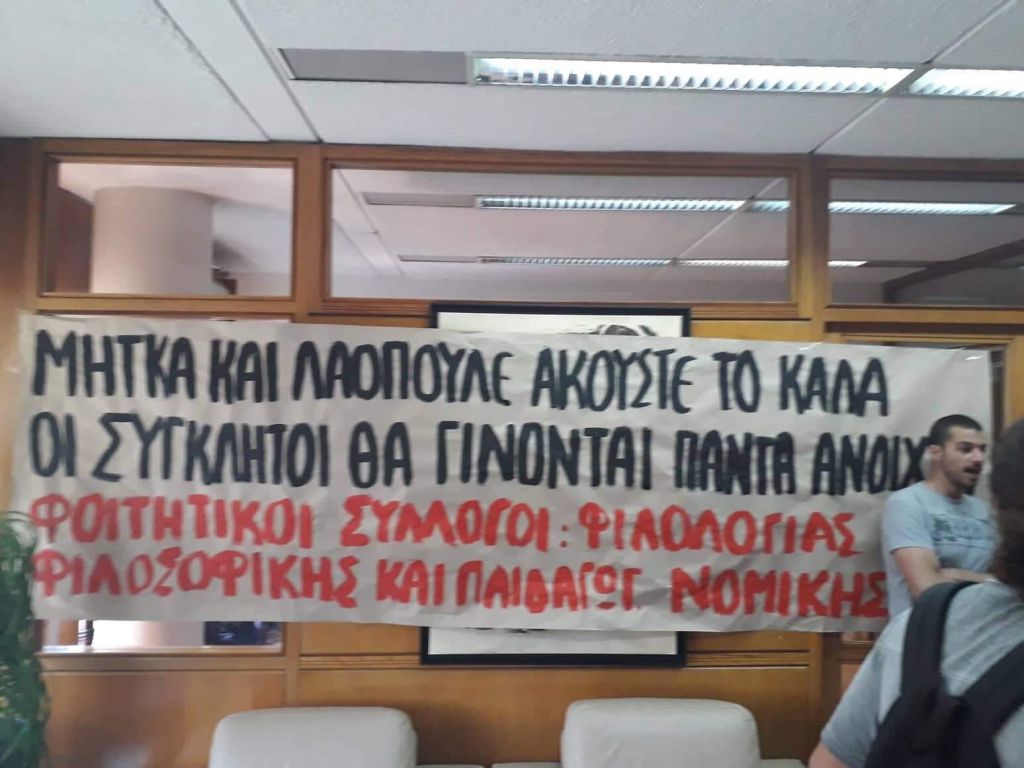 ΜΗΤΚΑ ΚΑΙ ΛΑΟΠΟΥΛΕ ΑΚΟΥΣΤΕ ΤΟ ΚΑΛΑ
ΟΙ ΣΥΓΚΛΗΤΟΙ ΘΑ ΓΙΝΟΝΤΑΙ ΠΑΝΤΑ
ΦΟΙΤΗΤΙΚΟΙ ΣΥΛΛΟΓΟΙ: ΦΙΛΟΛΟΓΙΑΣ
ΦΙΛΟΣΟΦΙΚΗΣ ΚΑΙ ΠΑΙΔΑΓΩΓ. ΝΟΜΙΚΗΣ